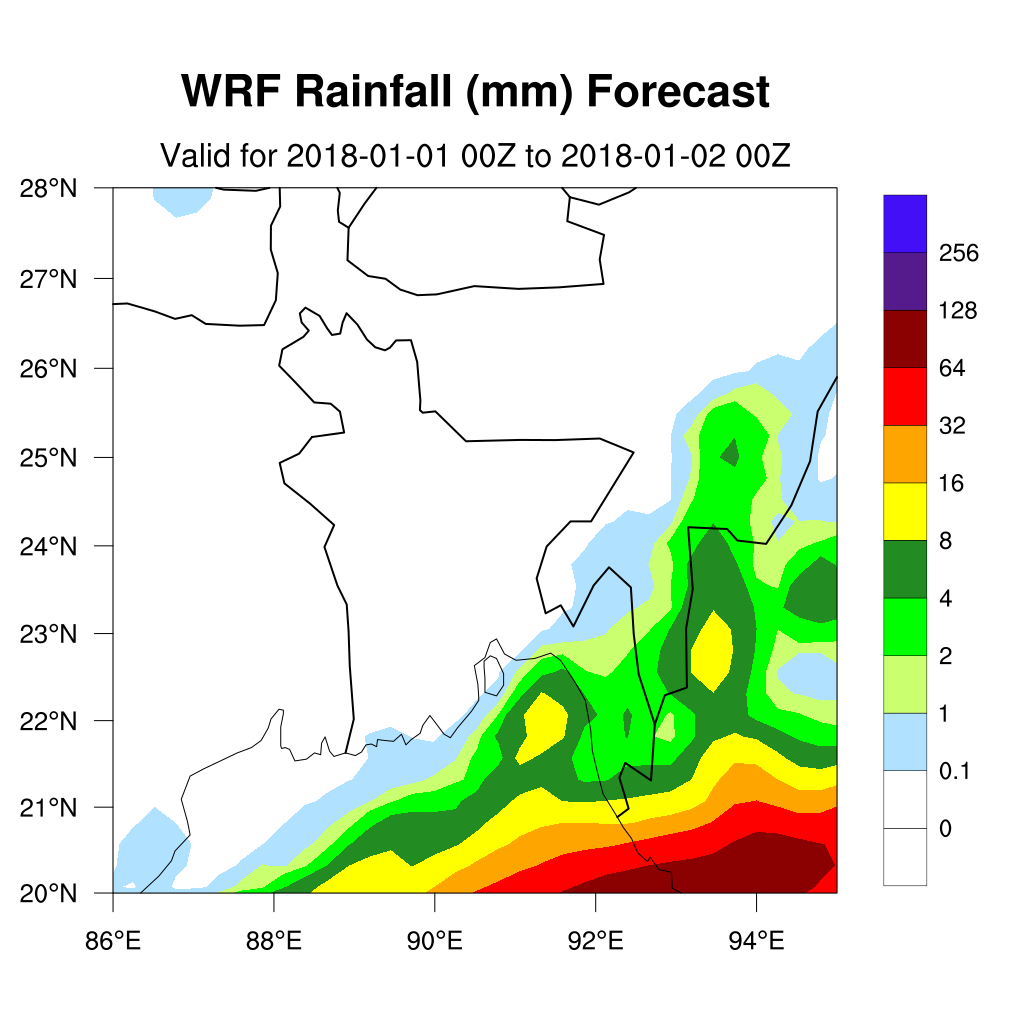 WRF Rainfall (mm) Forecast
Valid for 2018-01-01 00Z to 2018-01-02 00Z
28°N
27°N
26°N
25°N
24°N
23°N
22°N
21°N
20°N
86°E 88°E 90°E 92°E 94°E
256
128
64
32
16
8
4
2
1
0.1
0